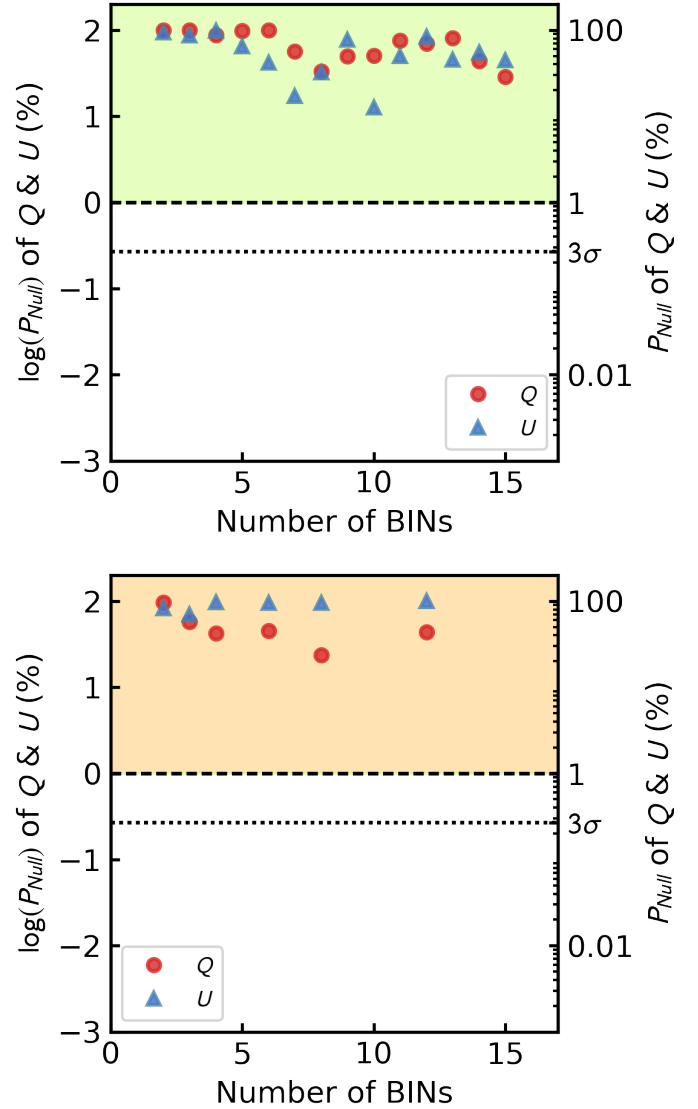 log(P_Null) of Q & U (%)
2
1
0
−1
−2
−3
100
1
3σ
0.01
P_Null of Q & U (%)
Q
U
0 5 10 15
Number of BINs
log(P_Null) of Q & U (%)
2
1
0
−1
−2
−3
100
1
3σ
0.01
P_Null of Q & U (%)
Q
U
0 5 10 15
Number of BINs